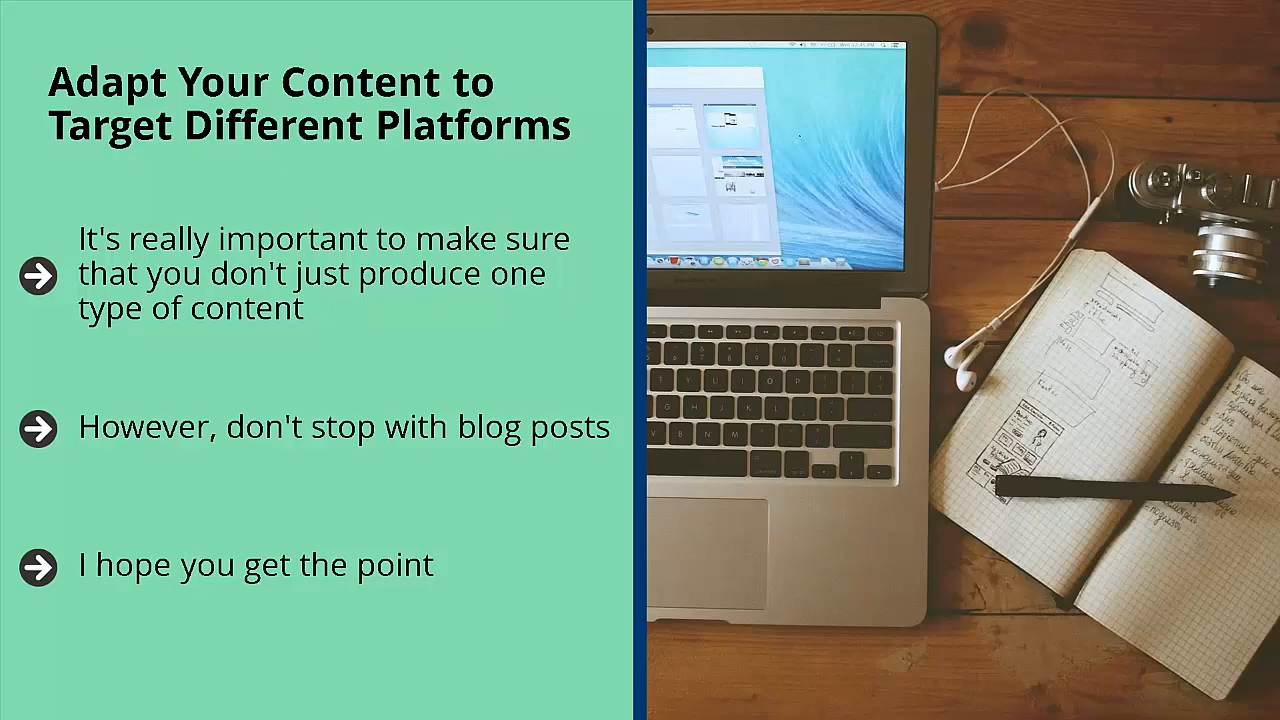 Adapt Your Content to
Target Different Platforms
It's really important to make sure
that you don't just produce one
type of content
However, don't stop with blog posts
I hope you get the point